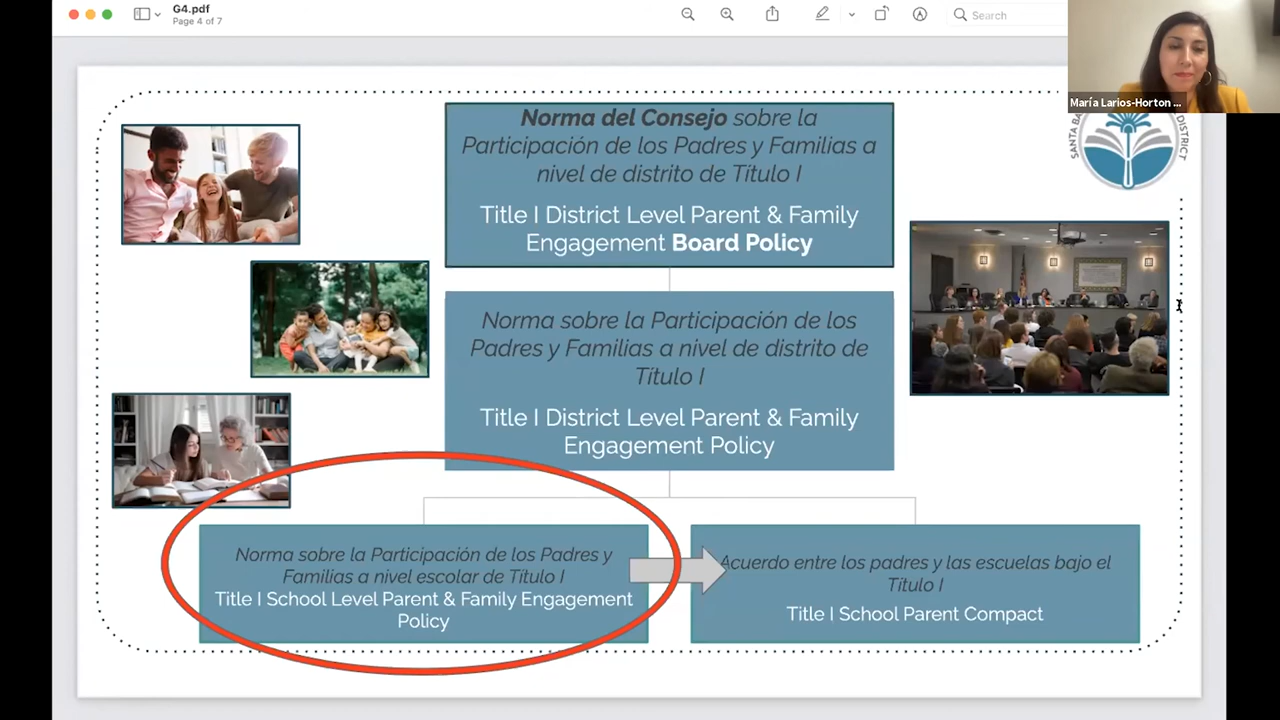 G4.pdf
Page 4 of 7
Search
María Larios-Horton ...
Norma del Consejo sobre la
Participación de los Padres y Familias a
nivel de distrito de Título I
Title I District Level Parent & Family
Engagement Board Policy
SANTA BA
DISTRICT
Norma sobre la Participación de los
Padres y Familias a nivel de distrito de
Título I
Title I District Level Parent & Family
Engagement Policy
Norma sobre la Participación de los Padres y
Familias a nivel escolar de Título I
Title I School Level Parent & Family Engagement
Policy
Acuerdo entre los padres y las escuelas bajo el
Título I
Title I School Parent Compact